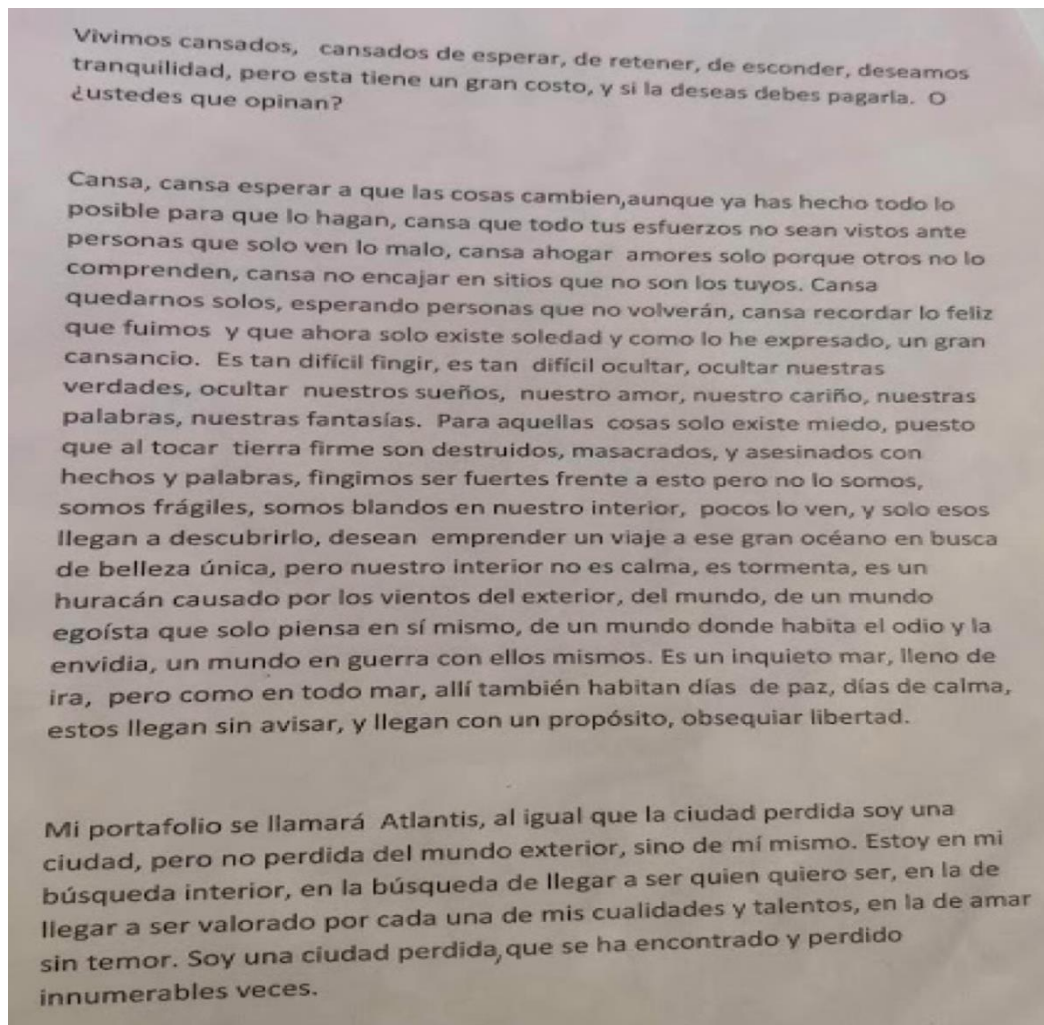 Vivimos cansados, cansados de esperar, de retener, de esconder, deseamos
tranquilidad, pero esta tiene un gran costo, y si la deseas debes pagarla. O
¿ustedes que opinan?
Cansa, cansa esperar a que las cosas cambien,aunque ya has hecho todo lo
posible para que lo hagan, cansa que todo tus esfuerzos no sean vistos ante
personas que solo ven lo malo, cansa ahogar amores solo porque otros no lo
comprenden, cansa no encajar en sitios que no son los tuyos. Cansa
quedarnos solos, esperando personas que no volverán, cansa recordar lo feliz
que fuimos y que ahora solo existe soledad y como lo he expresado, un gran
cansancio. Es tan difícil fingir, es tan difícil ocultar, ocultar nuestras
verdades, ocultar nuestros sueños, nuestro amor, nuestro cariño, nuestras
palabras, nuestras fantasías. Para aquellas cosas solo existe miedo, puesto
que al tocar tierra firme son destruidos, masacrados, y asesinados con
hechos y palabras, fingimos ser fuertes frente a esto pero no lo somos,
somos frágiles, somos blandos en nuestro interior, pocos lo ven, y solo esos
llegan a descubrirlo, desean emprender un viaje a ese gran océano en busca
de belleza única, pero nuestro interior no es calma, es tormenta, es un
huracán causado por los vientos del exterior, del mundo, de un mundo
egoísta que solo piensa en sí mismo, de un mundo donde habita el odio y la
envidia, un mundo en guerra con ellos mismos. Es un inquieto mar, lleno de
ira, pero como en todo mar, allí también habitan días de paz, días de calma,
estos llegan sin avisar, y llegan con un propósito, obsequiar libertad.
Mi portafolio se llamará Atlantis, al igual que la ciudad perdida soy una
ciudad, pero no perdida del mundo exterior, sino de mí mismo. Estoy en mi
búsqueda interior, en la búsqueda de llegar a ser quien quiero ser, en la de
llegar a ser valorado por cada una de mis cualidades y talentos, en la de amar
sin temor. Soy una ciudad perdida,que se ha encontrado y perdido
innumerables veces.